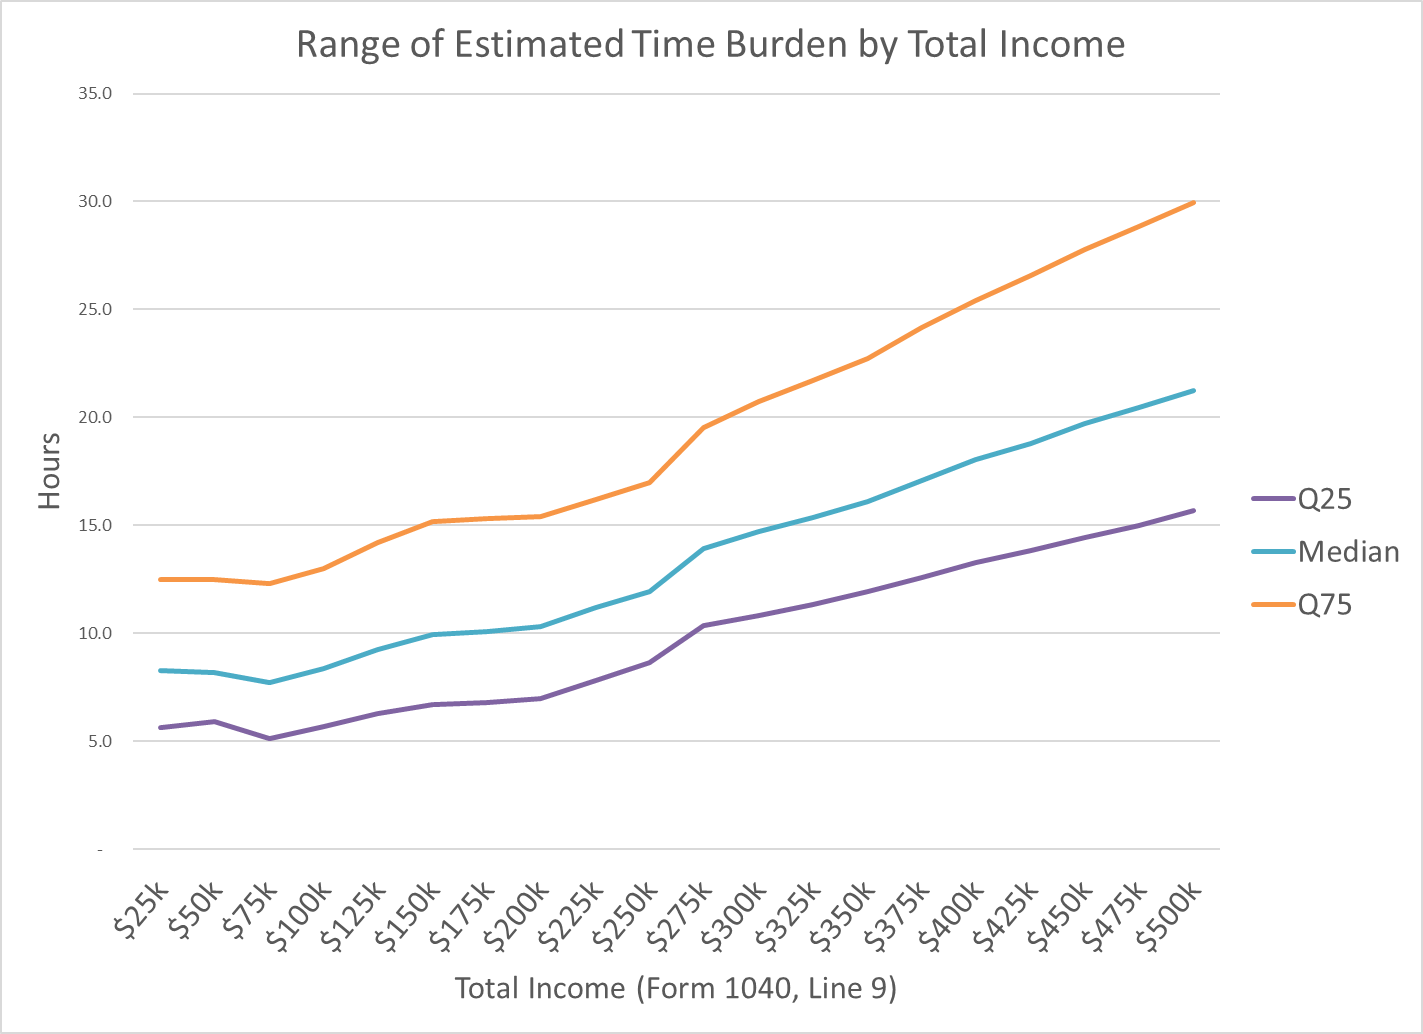 Range of Estimated Time Burden by Total Income
35.0
30.0
25.0
20.0
15.0
10.0
5.0
-
Hours
Q25
Median
Q75
$25k
$50k
$75k
$100k
$125k
$150k
$175k
$200k
$225k
$250k
$275k
$300k
$325k
$350k
$375k
$400k
$425k
$450k
$475k
$500k
Total Income (Form 1040, Line 9)